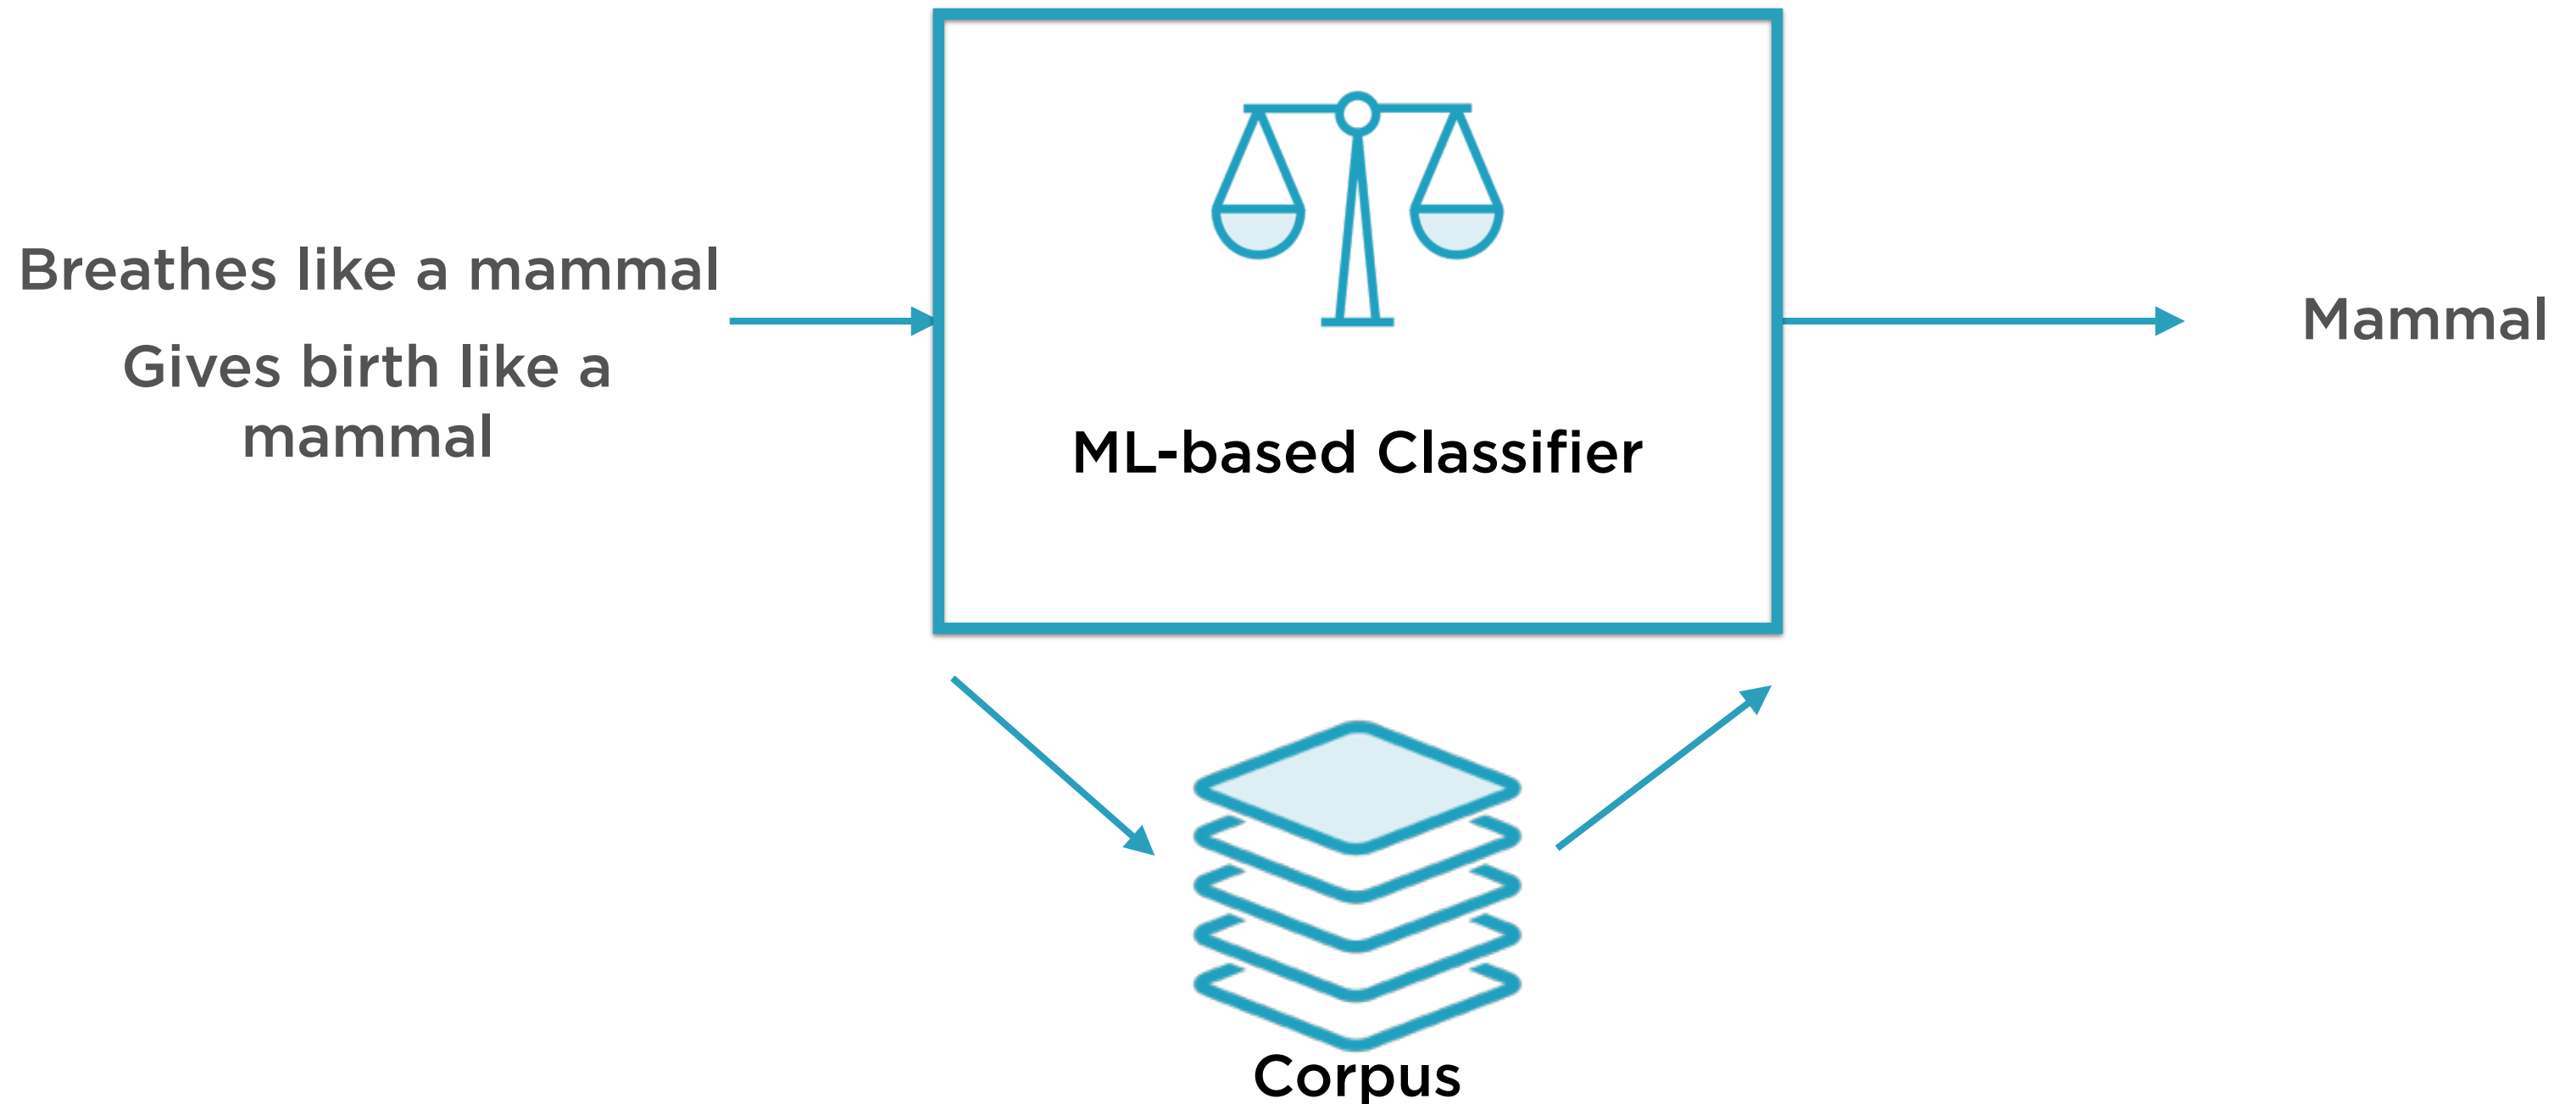 Breathes like a mammal
Gives birth like a
mammal
ML-based Classifier
Mammal
Corpus